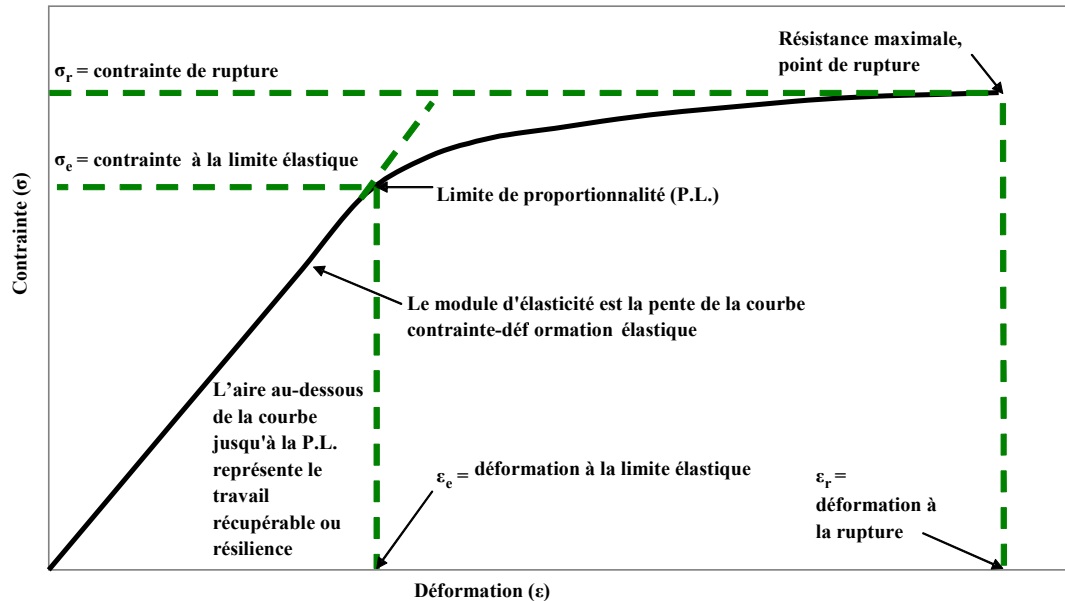 Résistance maximale,
point de rupture
σr = contrainte de rupture
σe = contrainte à la limite élastique
Limite de proportionnalité (P.L.)
Contrainte (σ)
Le module d'élasticité est la pente de la courbe
contrainte-déf ormation élastique
L'aire au-dessous
de la courbe
jusqu'à la P.L.
représente le
travail
récupérable ou
résilience
εe = déformation à la limite élastique
εr =
déformation à
la rupture
Déformation (ε)